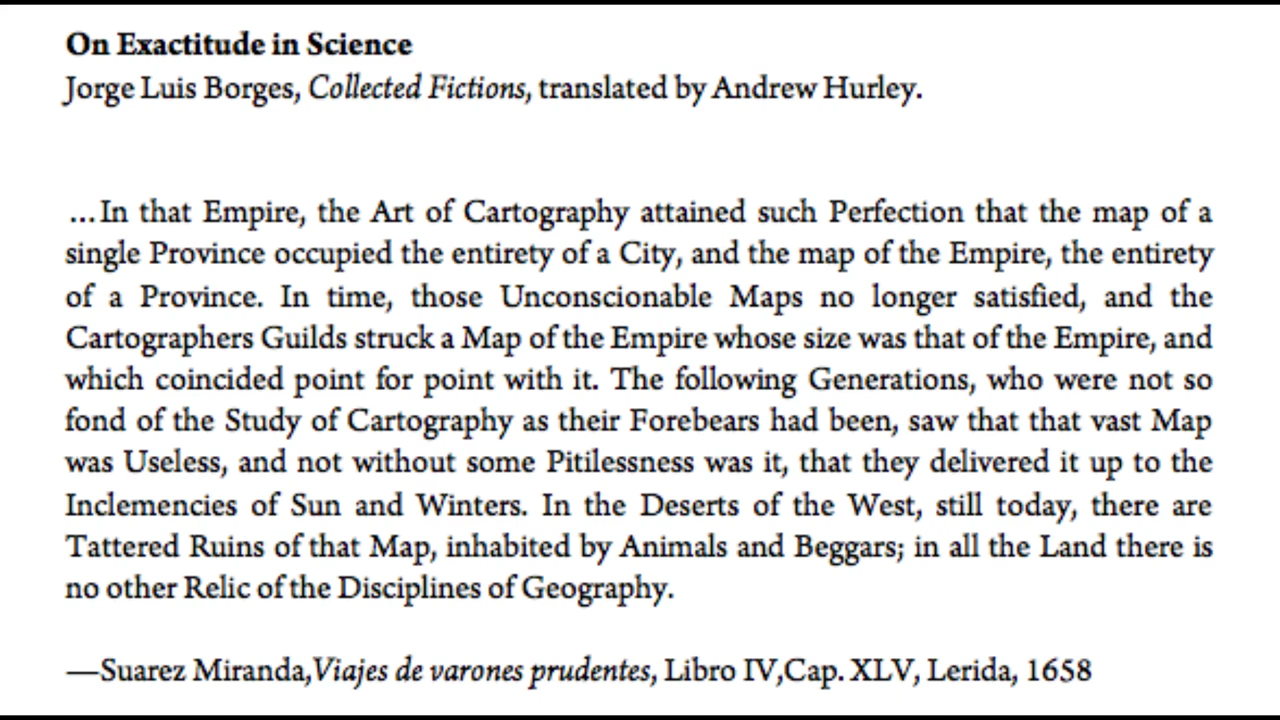 On Exactitude in Science
Jorge Luis Borges, Collected Fictions, translated by Andrew Hurley.
...In that Empire, the Art of Cartography attained such Perfection that the map of a
single Province occupied the entirety of a City, and the map of the Empire, the entirety
of a Province. In time, those Unconscionable Maps no longer satisfied, and the
Cartographers Guilds struck a Map of the Empire whose size was that of the Empire, and
which coincided point for point with it. The following Generations, who were not so
fond of the Study of Cartography as their Forebears had been, saw that that vast Map
was Useless, and not without some Pitilessness was it, that they delivered it up to the
Inclemencies of Sun and Winters. In the Deserts of the West, still today, there are
Tattered Ruins of that Map, inhabited by Animals and Beggars; in all the Land there is
no other Relic of the Disciplines of Geography.
—Suarez Miranda,Viajes de varones prudentes, Libro IV,Cap. XLV, Lerida, 1658